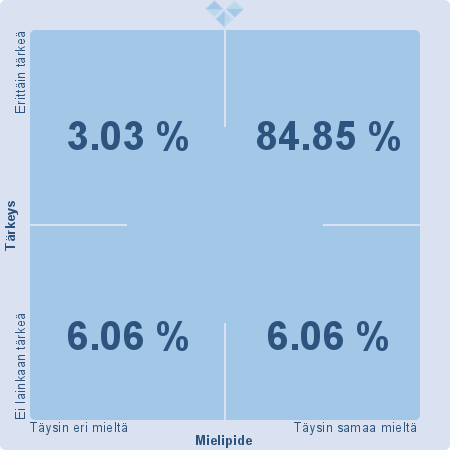 Erittäin tärkeä
3.03 %
84.85 %
Tärkeys
6.06 %
6.06 %
Ei lainkaan tärkeä
Täysin eri mieltä
Täysin samaa mieltä
Mielipide